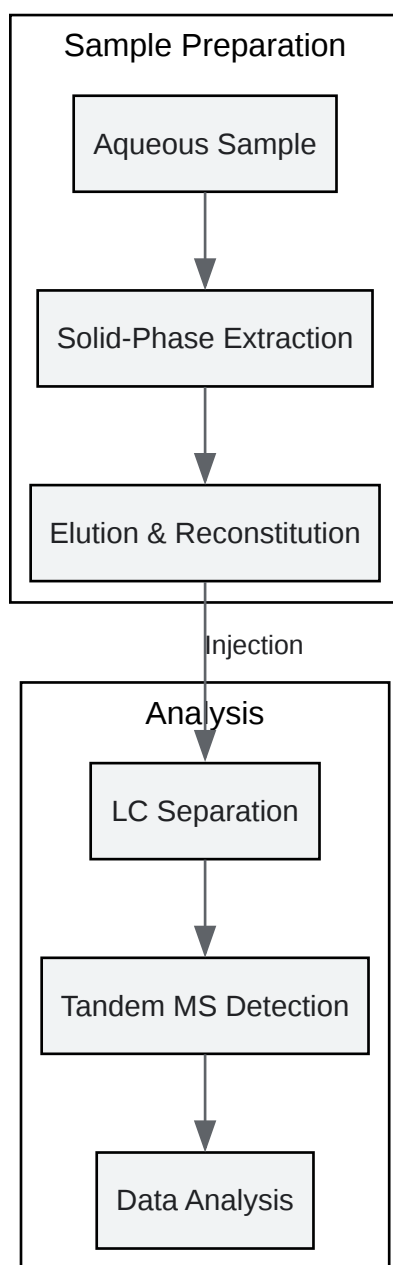 Sample Preparation
Aqueous Sample
Solid-Phase Extraction
Elution & Reconstitution
Injection
Analysis
LC Separation
Tandem MS Detection
Data Analysis